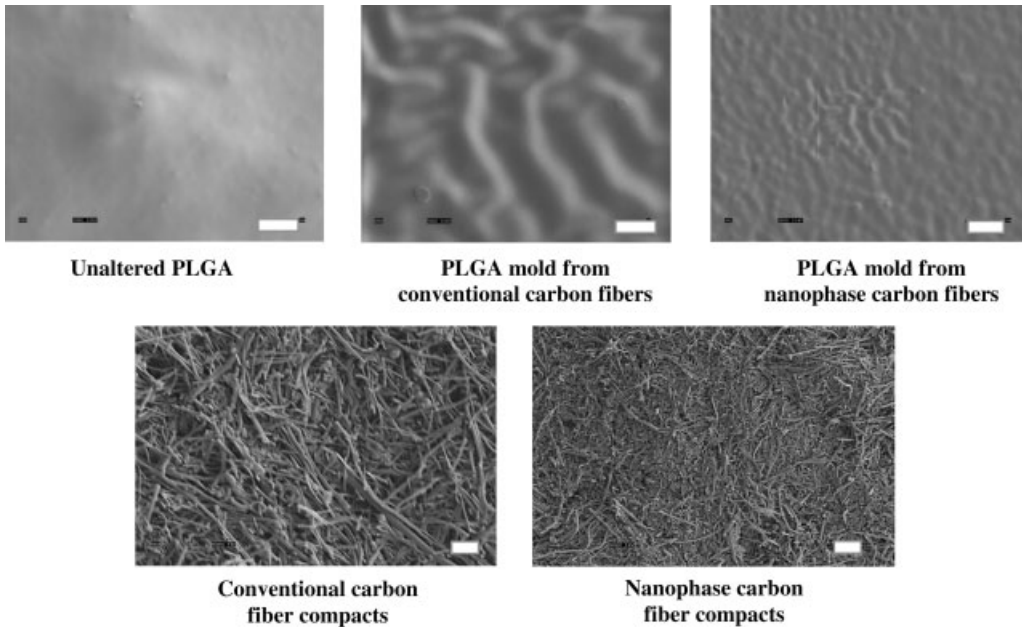 Unaltered PLGA
PLGA mold from
conventional carbon fibers
PLGA mold from
nanophase carbon fibers
Conventional carbon
fiber compacts
Nanophase carbon
fiber compacts